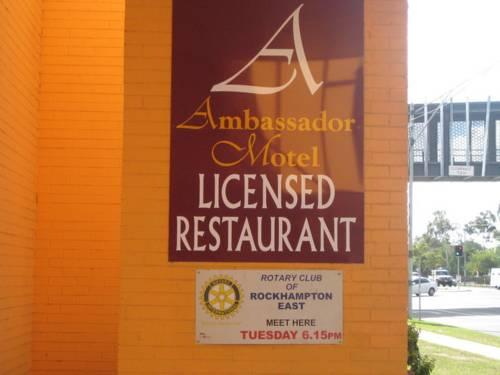 A
Ambassador
Motel
LICENSED
RESTAURANT
ROTARY CLUB
OF
ROCKHAMPTON
EAST
MEET HERE
TUESDAY 6.15PM